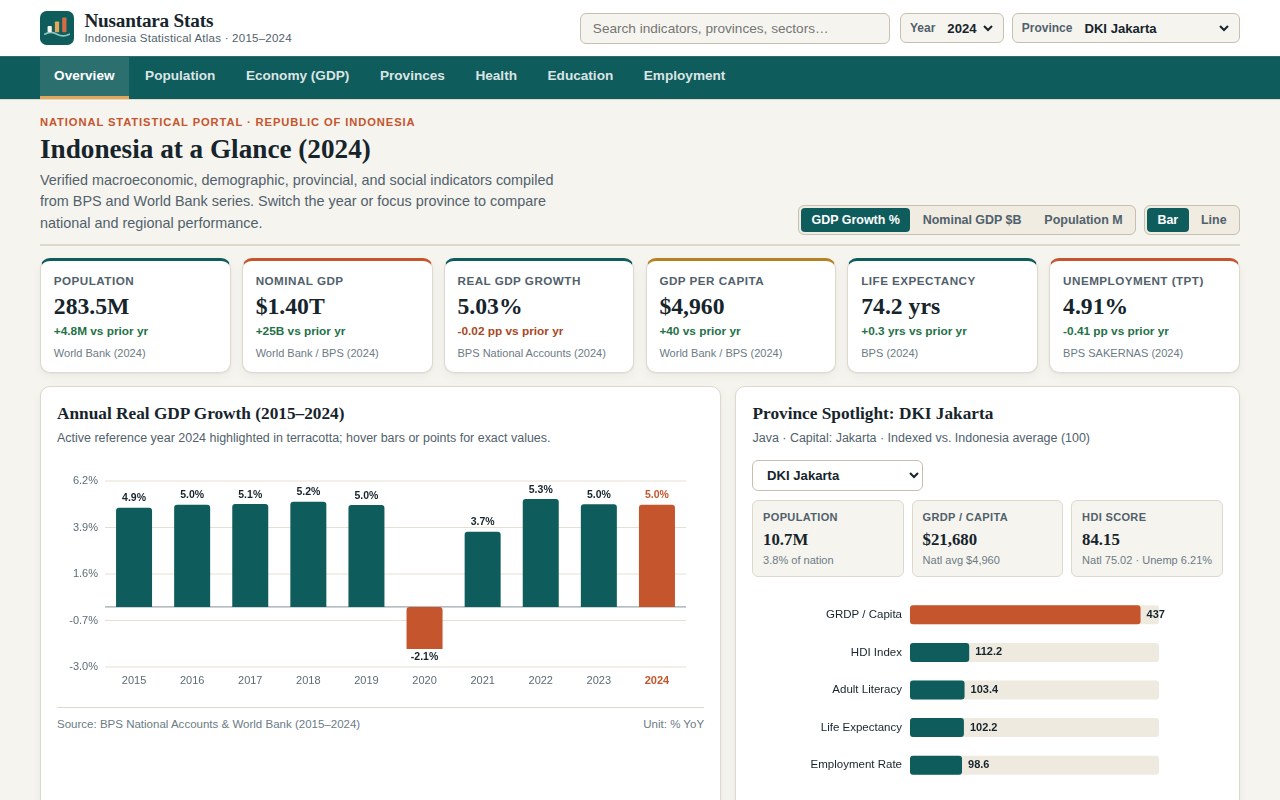 Nusantara Stats
Indonesia Statistical Atlas · 2015–2024
Search indicators, provinces, sectors…
Year 2024
Province DKI Jakarta
Overview Population Economy (GDP) Provinces Health Education Employment
NATIONAL STATISTICAL PORTAL · REPUBLIC OF INDONESIA
Indonesia at a Glance (2024)
Verified macroeconomic, demographic, provincial, and social indicators compiled
from BPS and World Bank series. Switch the year or focus province to compare
national and regional performance.
GDP Growth % Nominal GDP $B Population M
Bar Line
POPULATION
283.5M
+4.8M vs prior yr
World Bank (2024)
NOMINAL GDP
$1.40T
+25B vs prior yr
World Bank / BPS (2024)
REAL GDP GROWTH
5.03%
-0.02 pp vs prior yr
BPS National Accounts (2024)
GDP PER CAPITA
$4,960
+40 vs prior yr
World Bank / BPS (2024)
LIFE EXPECTANCY
74.2 yrs
+0.3 yrs vs prior yr
BPS (2024)
UNEMPLOYMENT (TPT)
4.91%
-0.41 pp vs prior yr
BPS SAKERNAS (2024)
Annual Real GDP Growth (2015–2024)
Active reference year 2024 highlighted in terracotta; hover bars or points for exact values.
6.2%
3.9%
1.6%
-0.7%
-3.0%
4.9% 5.0% 5.1% 5.2% 5.0% -2.1% 3.7% 5.3% 5.0% 5.0%
2015 2016 2017 2018 2019 2020 2021 2022 2023 2024
Source: BPS National Accounts & World Bank (2015–2024)
Unit: % YoY
Province Spotlight: DKI Jakarta
Java · Capital: Jakarta · Indexed vs. Indonesia average (100)
DKI Jakarta
POPULATION
10.7M
3.8% of nation
GRDP / CAPITA
$21,680
Natl avg $4,960
HDI SCORE
84.15
Natl 75.02 · Unemp 6.21%
GRDP / Capita 437
HDI Index 112.2
Adult Literacy 103.4
Life Expectancy 102.2
Employment Rate 98.6